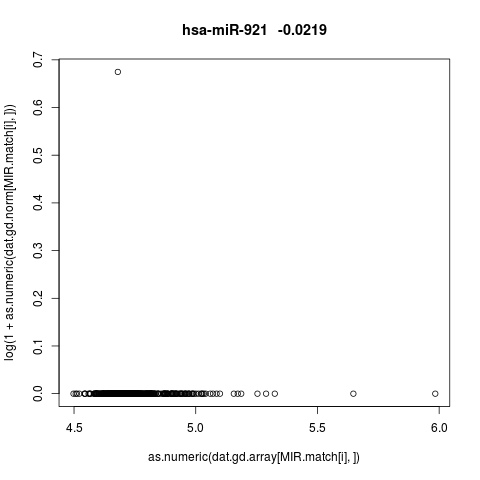 hsa-miR-921 -0.0219
log(1 + as.numeric(dat.gd.norm[MIR.match[i], ]))
0.7
0.6
0.5
0.4
0.3
0.2
0.1
0.0
4.5 5.0 5.5 6.0
as.numeric(dat.gd.array[MIR.match[i], ])